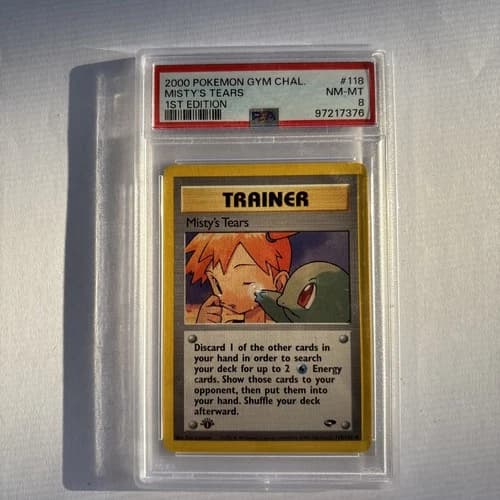 2000 POKEMON GYM CHAL. #118
MISTY'S TEARS NM-MT
1ST EDITION 8
97217376
PSA
TRAINER
Misty's Tears
Discard 1 of the other cards in
your hand in order to search
your deck for up to 2 Energy
cards. Show those cards to your
opponent, then put them into
your hand. Shuffle your deck
afterward.